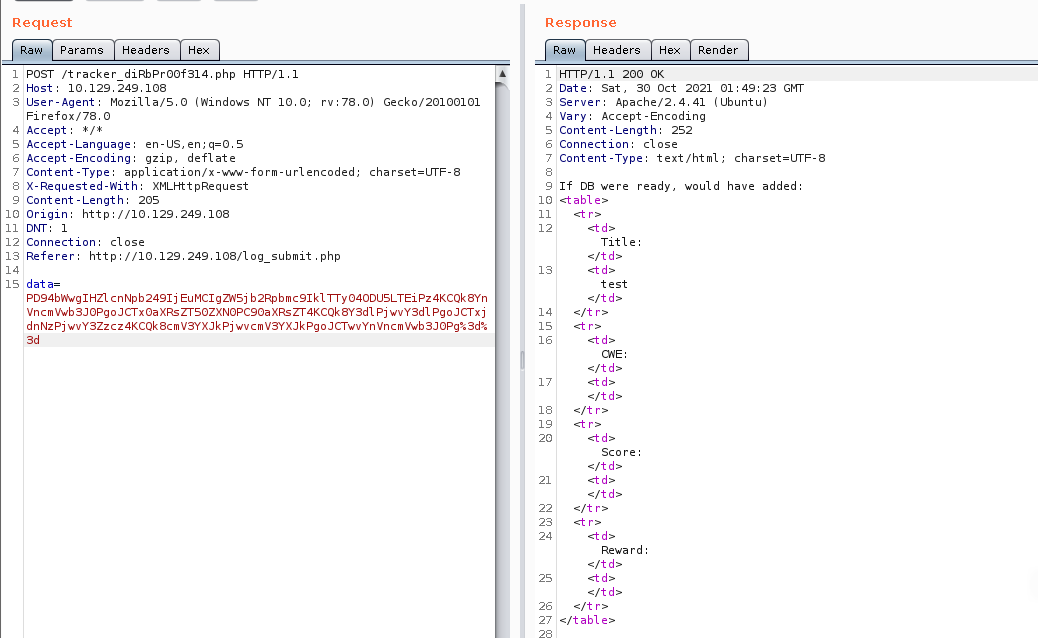 Request
Raw Params Headers Hex
1 POST /tracker_diRbPr00f314.php HTTP/1.1
2 Host: 10.129.249.108
3 User-Agent: Mozilla/5.0 (Windows NT 10.0; rv:78.0) Gecko/20100101
Firefox/78.0
4 Accept: */*
5 Accept-Language: en-US,en;q=0.5
6 Accept-Encoding: gzip, deflate
7 Content-Type: application/x-www-form-urlencoded; charset=UTF-8
8 X-Requested-With: XMLHttpRequest
9 Content-Length: 205
10 Origin: http://10.129.249.108
11 DNT: 1
12 Connection: close
13 Referer: http://10.129.249.108/log_submit.php
14
15 data=
PD94bWwgIHZlcnNpb249IjEuMCIgZW5jb2Rpbmc9IklTTy04ODU5LTEiPz4KCQk8Yn
VncmVwb3J0PgoJCTx0aXRsZT50ZXN0PC90aXRsZT4KCQk8Y3dlPjwvY3dlPgoJCTxj
dnNzPjwvY3Zzcz4KCQk8cmV3YXJkPjwvcmV3YXJkPgoJCTwvYnVncmVwb3J0Pg%3d%
3d
Response
Raw Headers Hex Render
1 HTTP/1.1 200 OK
2 Date: Sat, 30 Oct 2021 01:49:23 GMT
3 Server: Apache/2.4.41 (Ubuntu)
4 Vary: Accept-Encoding
5 Content-Length: 252
6 Connection: close
7 Content-Type: text/html; charset=UTF-8
8
9 If DB were ready, would have added:
10 <table>
11 <tr>
12 <td>
Title:
</td>
13 <td>
test
</td>
14 </tr>
15 <tr>
16 <td>
CWE:
</td>
17 <td>
</td>
18 </tr>
19 <tr>
20 <td>
Score:
</td>
21 <td>
</td>
22 </tr>
23 <tr>
24 <td>
Reward:
</td>
25 <td>
</td>
26 </tr>
27 </table>
28